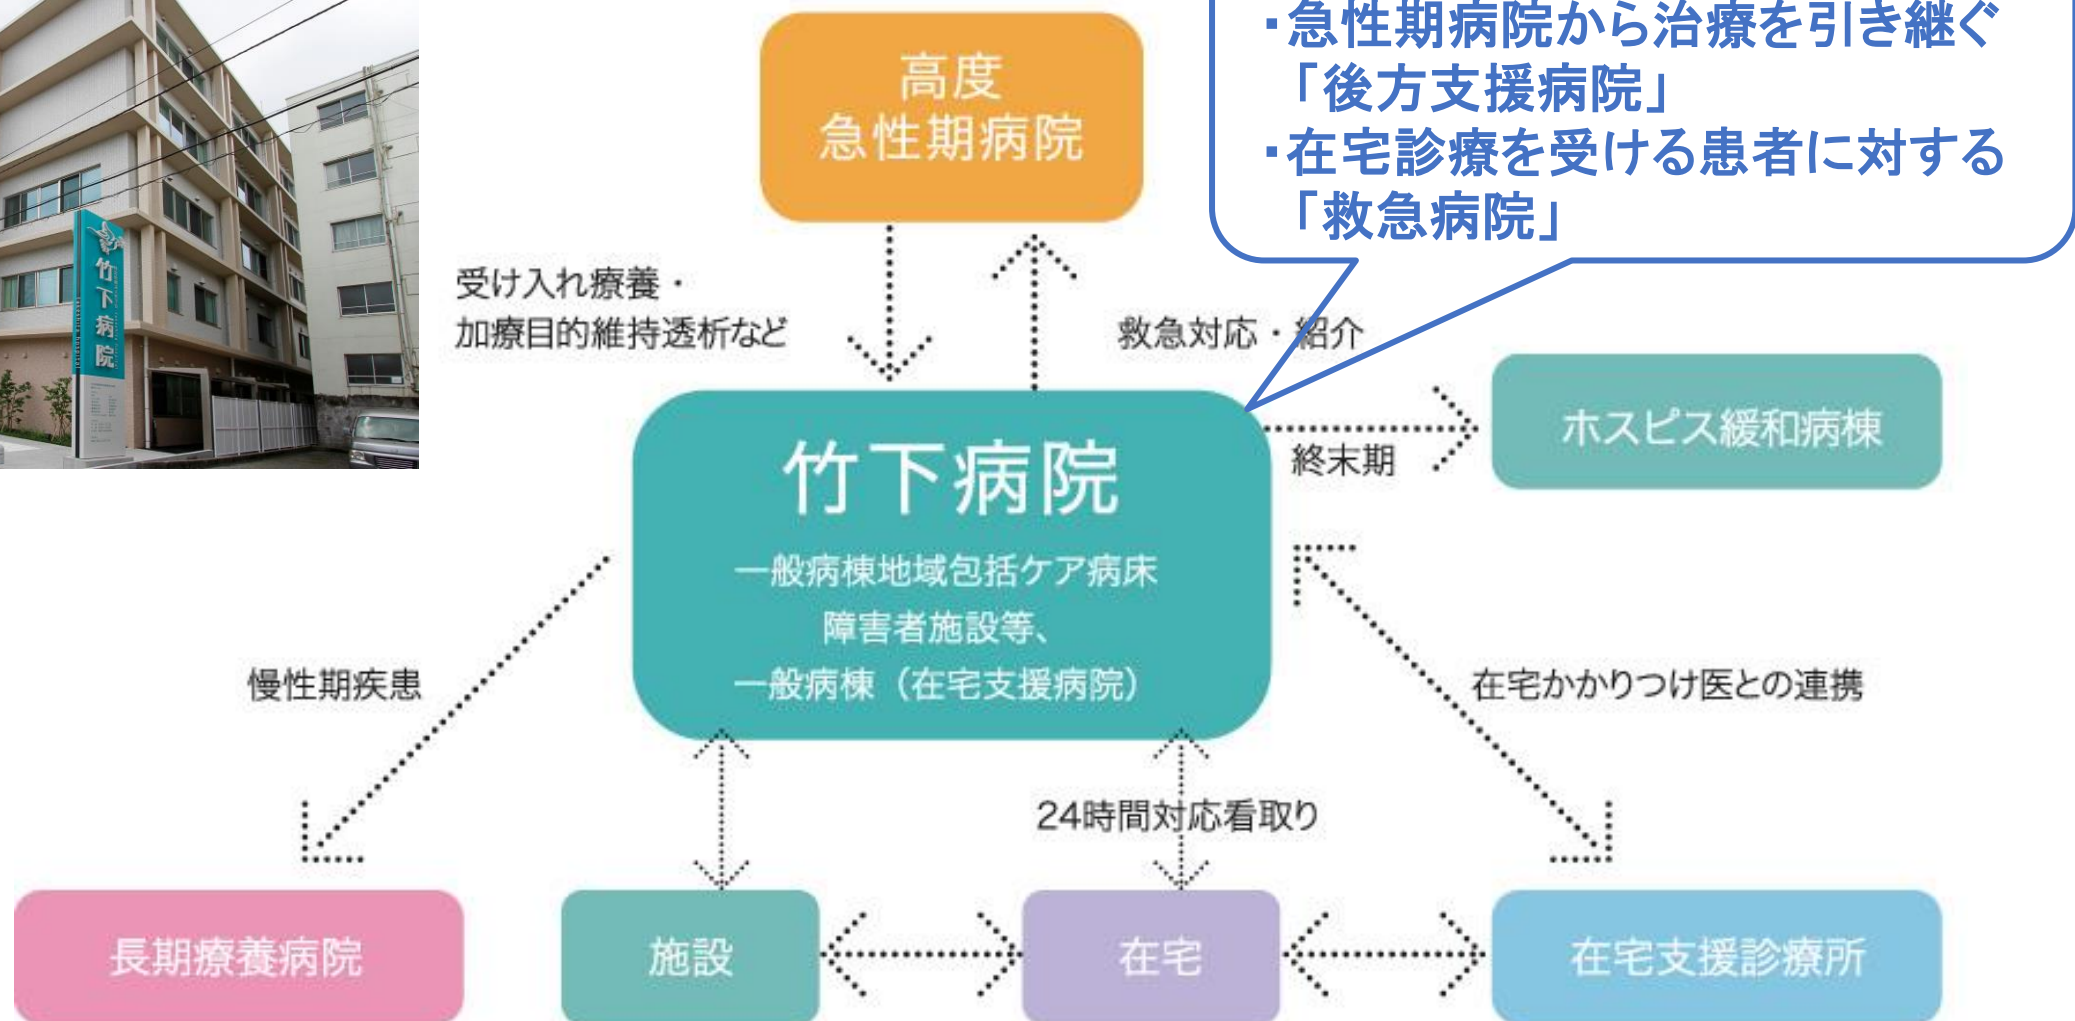 ・急性期病院から治療を引き継ぐ
「後方支援病院」
・在宅診療を受ける患者に対する
「救急病院」
高度
急性期病院
竹下病院
受け入れ療養・
加療目的維持透析など
救急対応・紹介
竹下病院
一般病棟地域包括ケア病床
障害者施設等、
一般病棟（在宅支援病院）
終末期
ホスピス緩和病棟
慢性期疾患
在宅かかりつけ医との連携
24時間対応看取り
長期療養病院
施設
在宅
在宅支援診療所